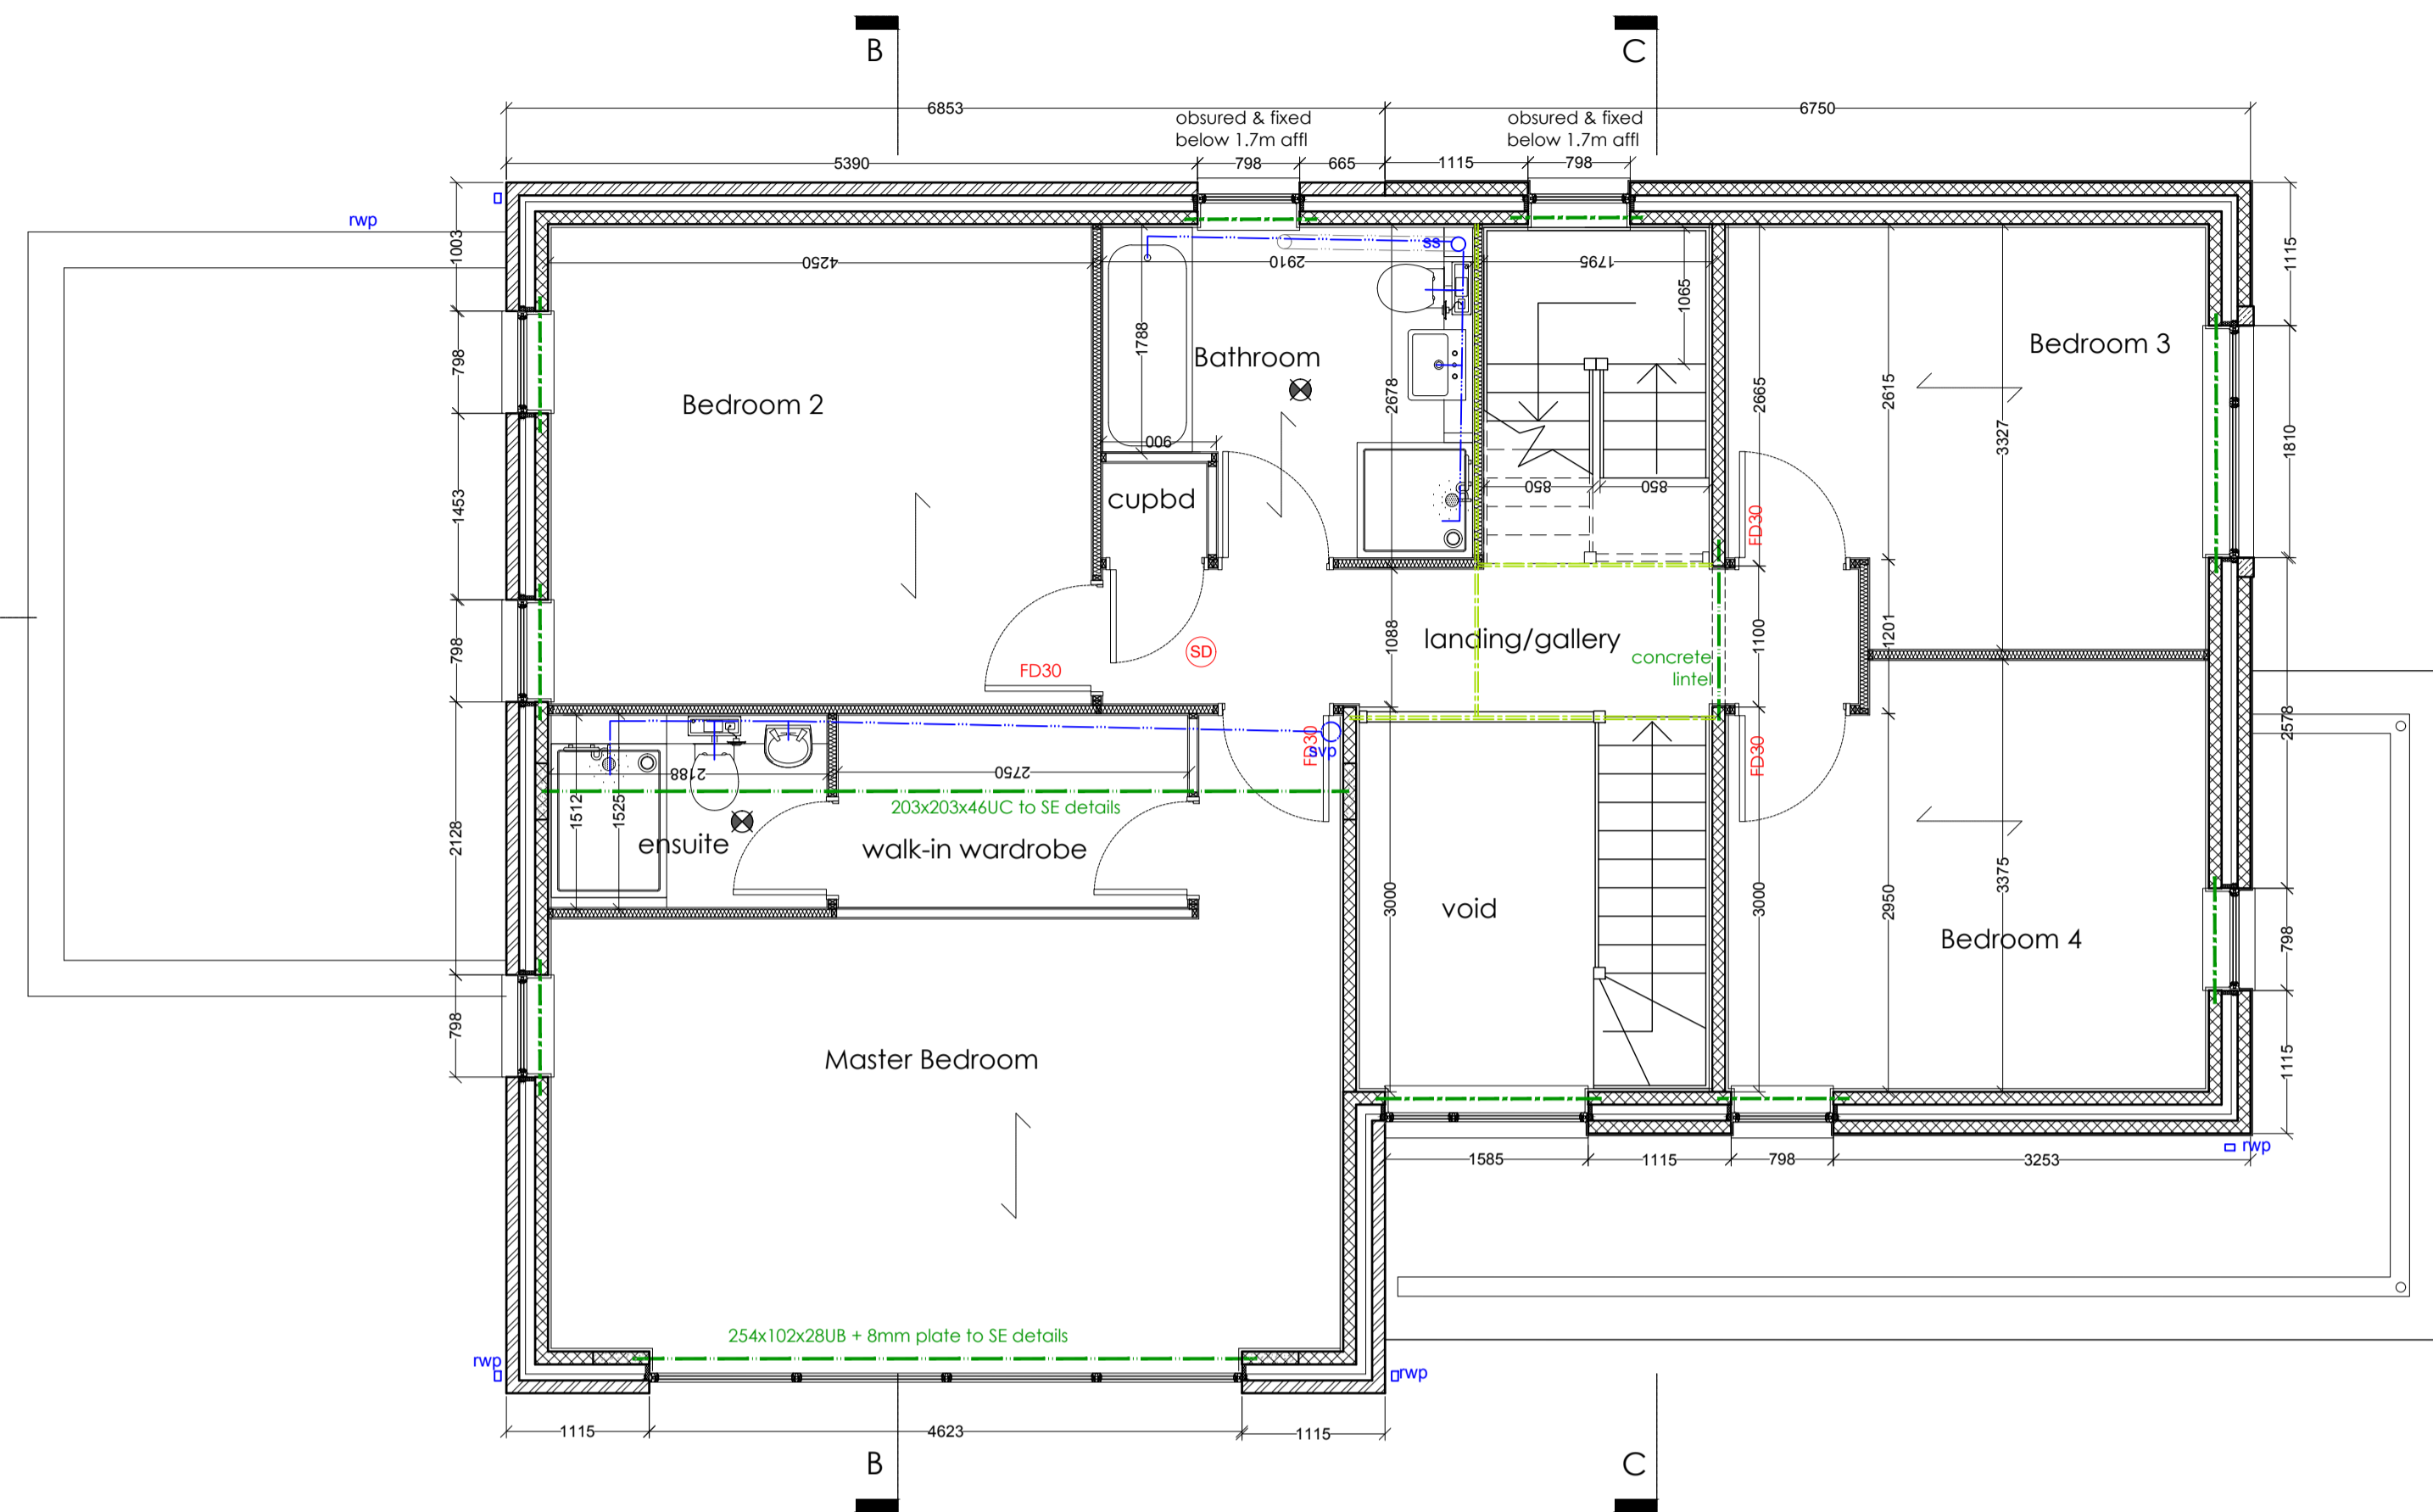 B
C
6853
6750
obsured & fixed
below 1.7m affl
obsured & fixed
below 1.7m affl
5390
798
665
1115
798
rwp
1003
798
1453
798
2128
798
4250
2910
1795
1065
1788
2678
2665
2615
3327
1115
1810
2578
798
1115
ss
Bedroom 2
Bathroom
Bedroom 3
900
cupbd
850
850
FD30
FD30
SD
1088
landing/gallery
concrete
lintel
1100
1201
FD30
svp
FD30
2188
2750
1512
1525
203x203x46UC to SE details
ensuite
walk-in wardrobe
3000
void
3000
2950
3375
Bedroom 4
Master Bedroom
1585
1115
798
3253
rwp
254x102x28UB + 8mm plate to SE details
rwp
rwp
1115
4623
1115
B
C